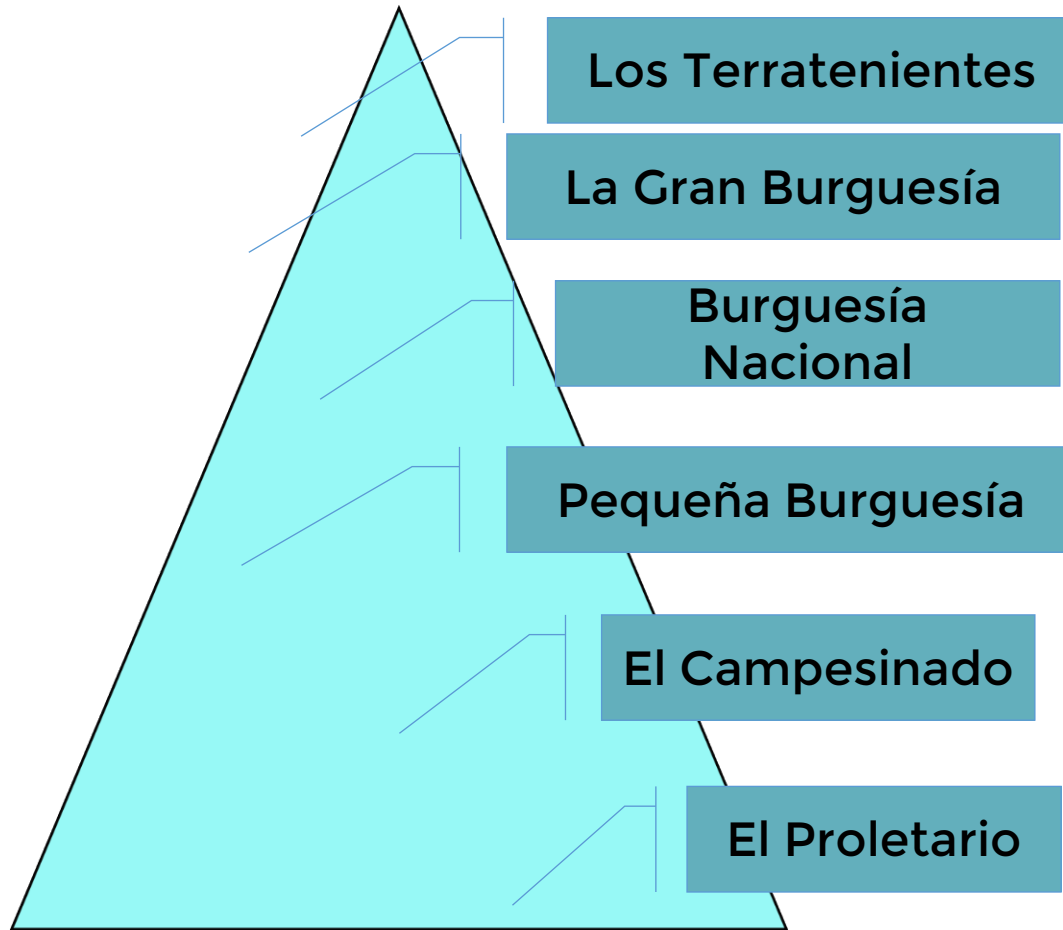 Los Terratenientes
La Gran Burguesía
Burguesía
Nacional
Pequeña Burguesía
El Campesinado
El Proletario